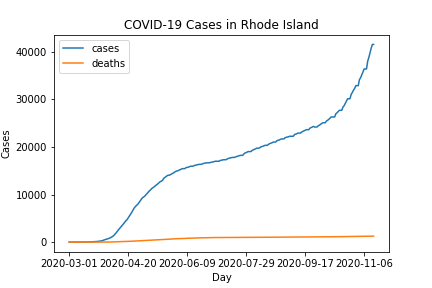 COVID-19 Cases in Rhode Island
cases
deaths
40000
30000
20000
10000
0
Cases
2020-03-01 2020-04-20 2020-06-09 2020-07-29 2020-09-17 2020-11-06
Day